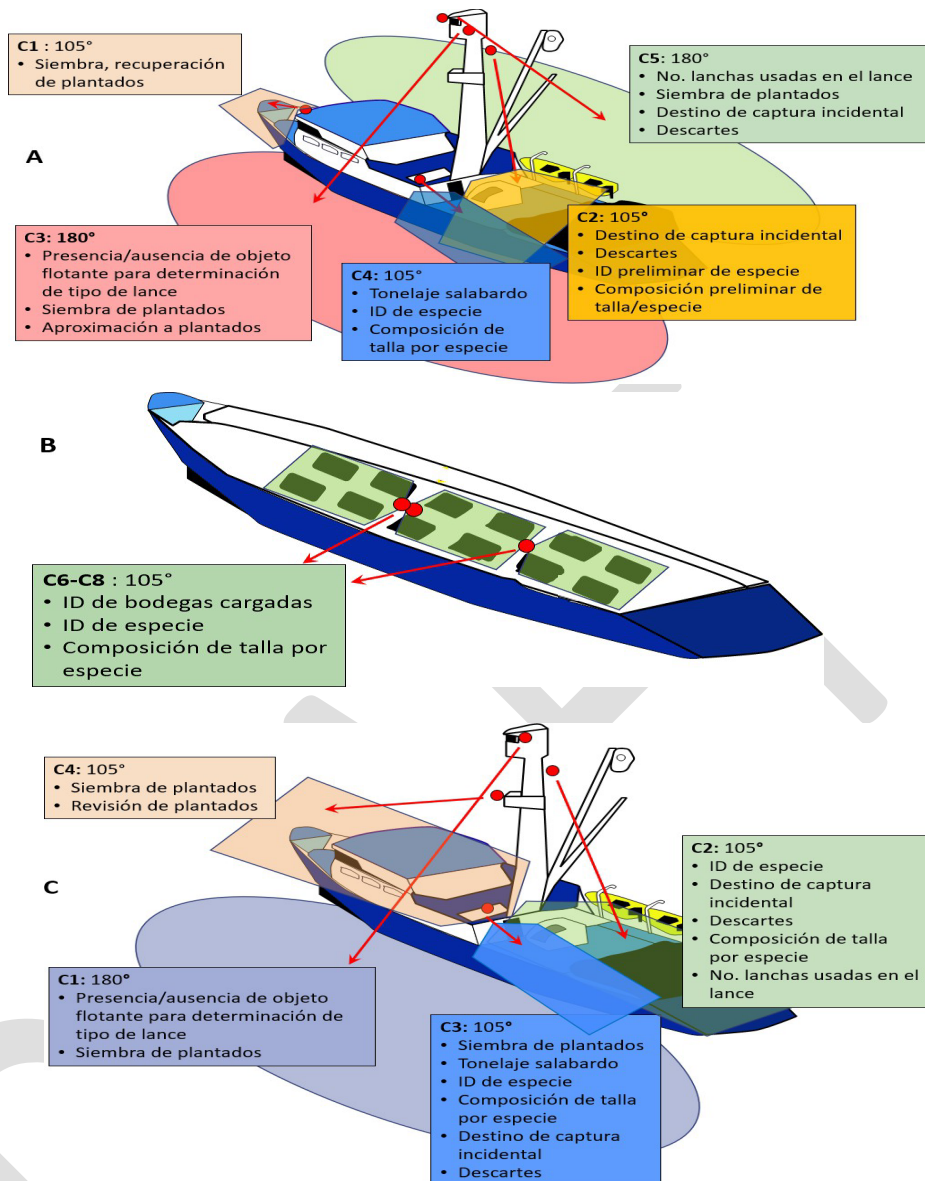 C1 : 105°
• Siembra, recuperación
de plantados
C5: 180°
• No. lanchas usadas en el lance
• Siembra de plantados
• Destino de captura incidental
• Descartes
A
C3: 180°
• Presencia/ausencia de objeto
flotante para determinación
de tipo de lance
• Siembra de plantados
• Aproximación a plantados
C4: 105°
• Tonelaje salabardo
• ID de especie
• Composición de
talla por especie
C2: 105°
• Destino de captura incidental
• Descartes
• ID preliminar de especie
• Composición preliminar de
talla/especie
B
C6-C8 : 105°
• ID de bodegas cargadas
• ID de especie
• Composición de talla por
especie
C4: 105°
• Siembra de plantados
• Revisión de plantados
C
C2: 105°
• ID de especie
• Destino de captura
incidental
• Descartes
• Composición de talla
por especie
• No. lanchas usadas en el
lance
C1: 180°
• Presencia/ausencia de objeto
flotante para determinación de
tipo de lance
• Siembra de plantados
C3: 105°
• Siembra de plantados
• Tonelaje salabardo
• ID de especie
• Composición de talla
por especie
• Destino de captura
incidental
• Descartes